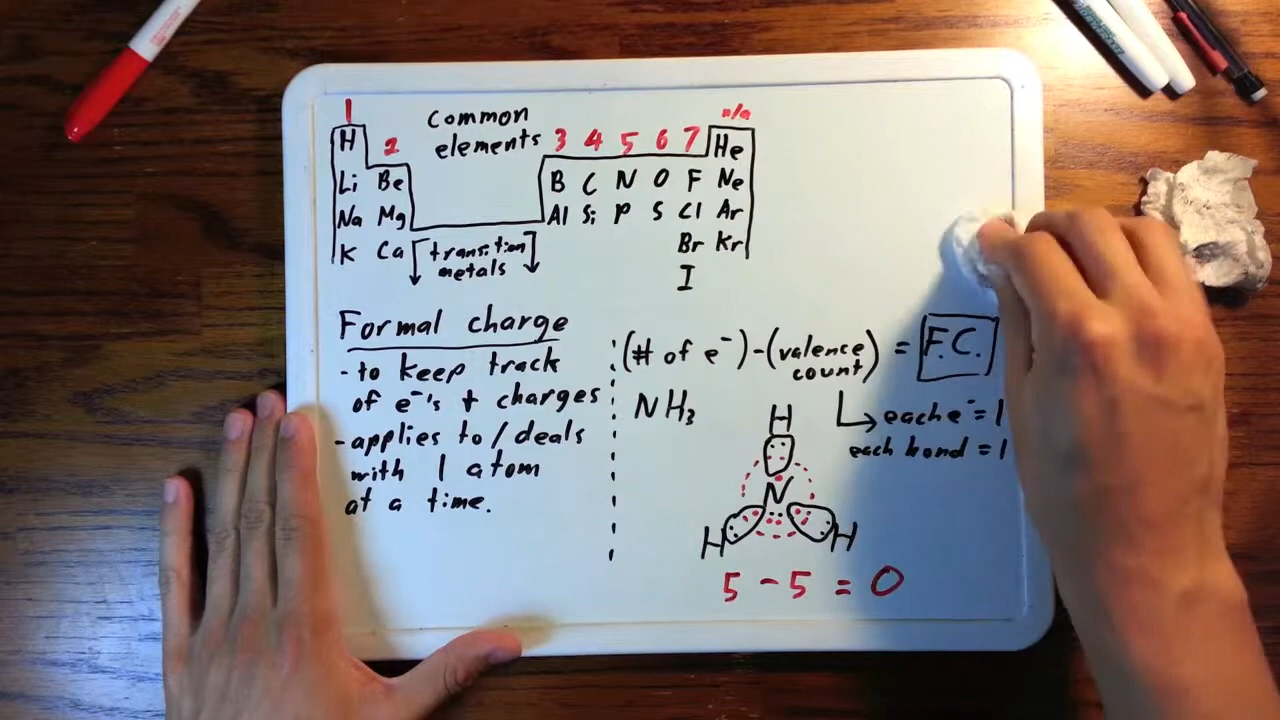 1 n/a
common
H 2 elements 3 4 5 6 7 He
Li Be B C N O F Ne
Na Mg Al Si P S Cl Ar
K Ca transition Br Kr
metals I
Formal charge
- to keep track
of e⁻'s + charges
- applies to / deals
with 1 atom
at a time.
(# of e⁻) - (valence count) = F.C.
NH₃
↳ each e⁻ = 1
each bond = 1
H
N
H H
5 - 5 = 0